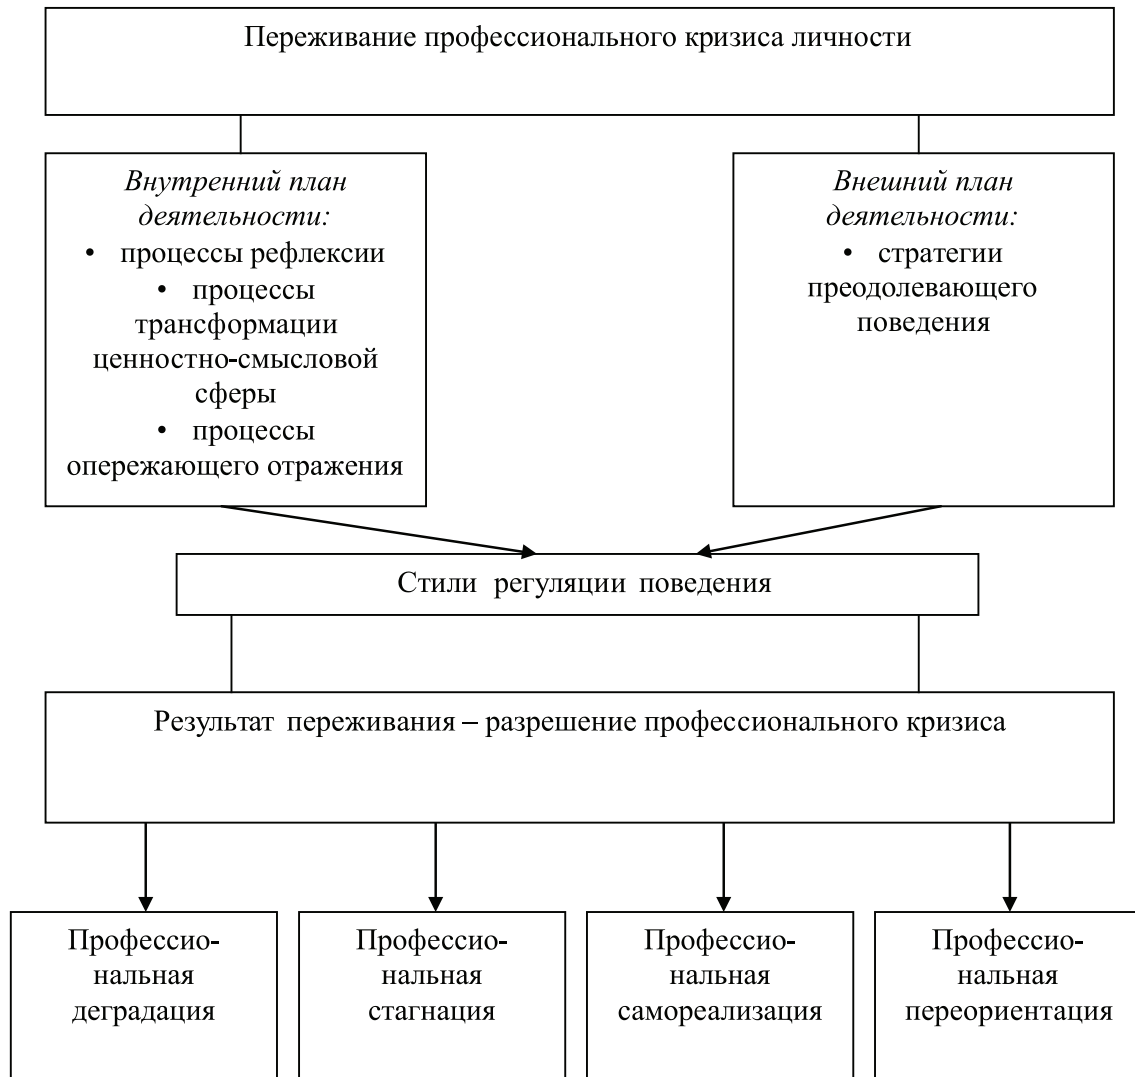 Переживание профессионального кризиса личности
Внутренний план
деятельности:
• процессы рефлексии
• процессы
трансформации
ценностно-смысловой
сферы
• процессы
опережающего отражения
Внешний план
деятельности:
• стратегии
преодолевающего
поведения
Стили регуляции поведения
Результат переживания – разрешение профессионального кризиса
Профессио-
нальная
деградация
Профессио-
нальная
стагнация
Профессио-
нальная
самореализация
Профессио-
нальная
переориентация